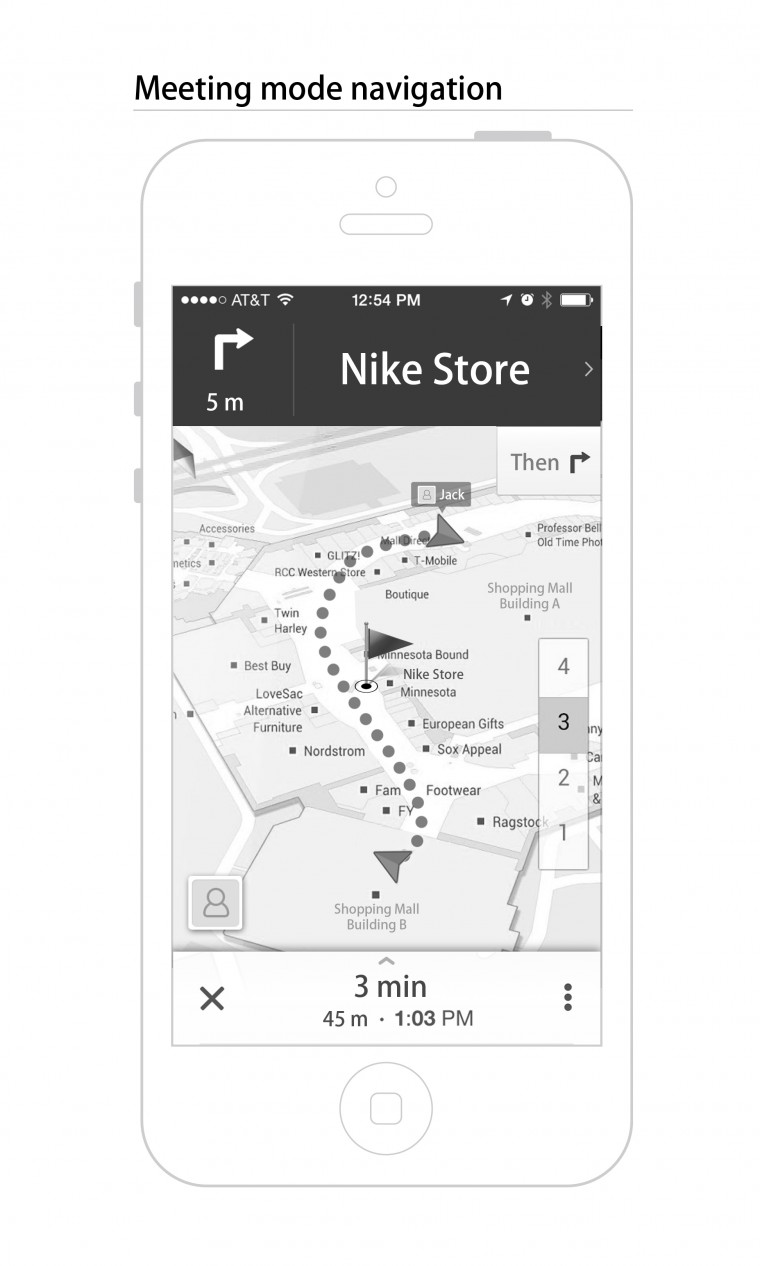 Meeting mode navigation
AT&T 12:54 PM
5 m
Nike Store
Then
Jack
Accessories
Professor Bell
Old Time Phot
Mall Direc
GLITZ!
T-Mobile
metics
RCC Western Store
Shopping Mall
Building A
Boutique
Twin
Harley
4
Minnesota Bound
Best Buy
Nike Store
Minnesota
LoveSac
Alternative
Furniture
3
European Gifts
Nordstrom
Sox Appeal
2
Fam
Footwear
FY
Ragstock
1
M
&
Shopping Mall
Building B
3 min
45 m · 1:03 PM